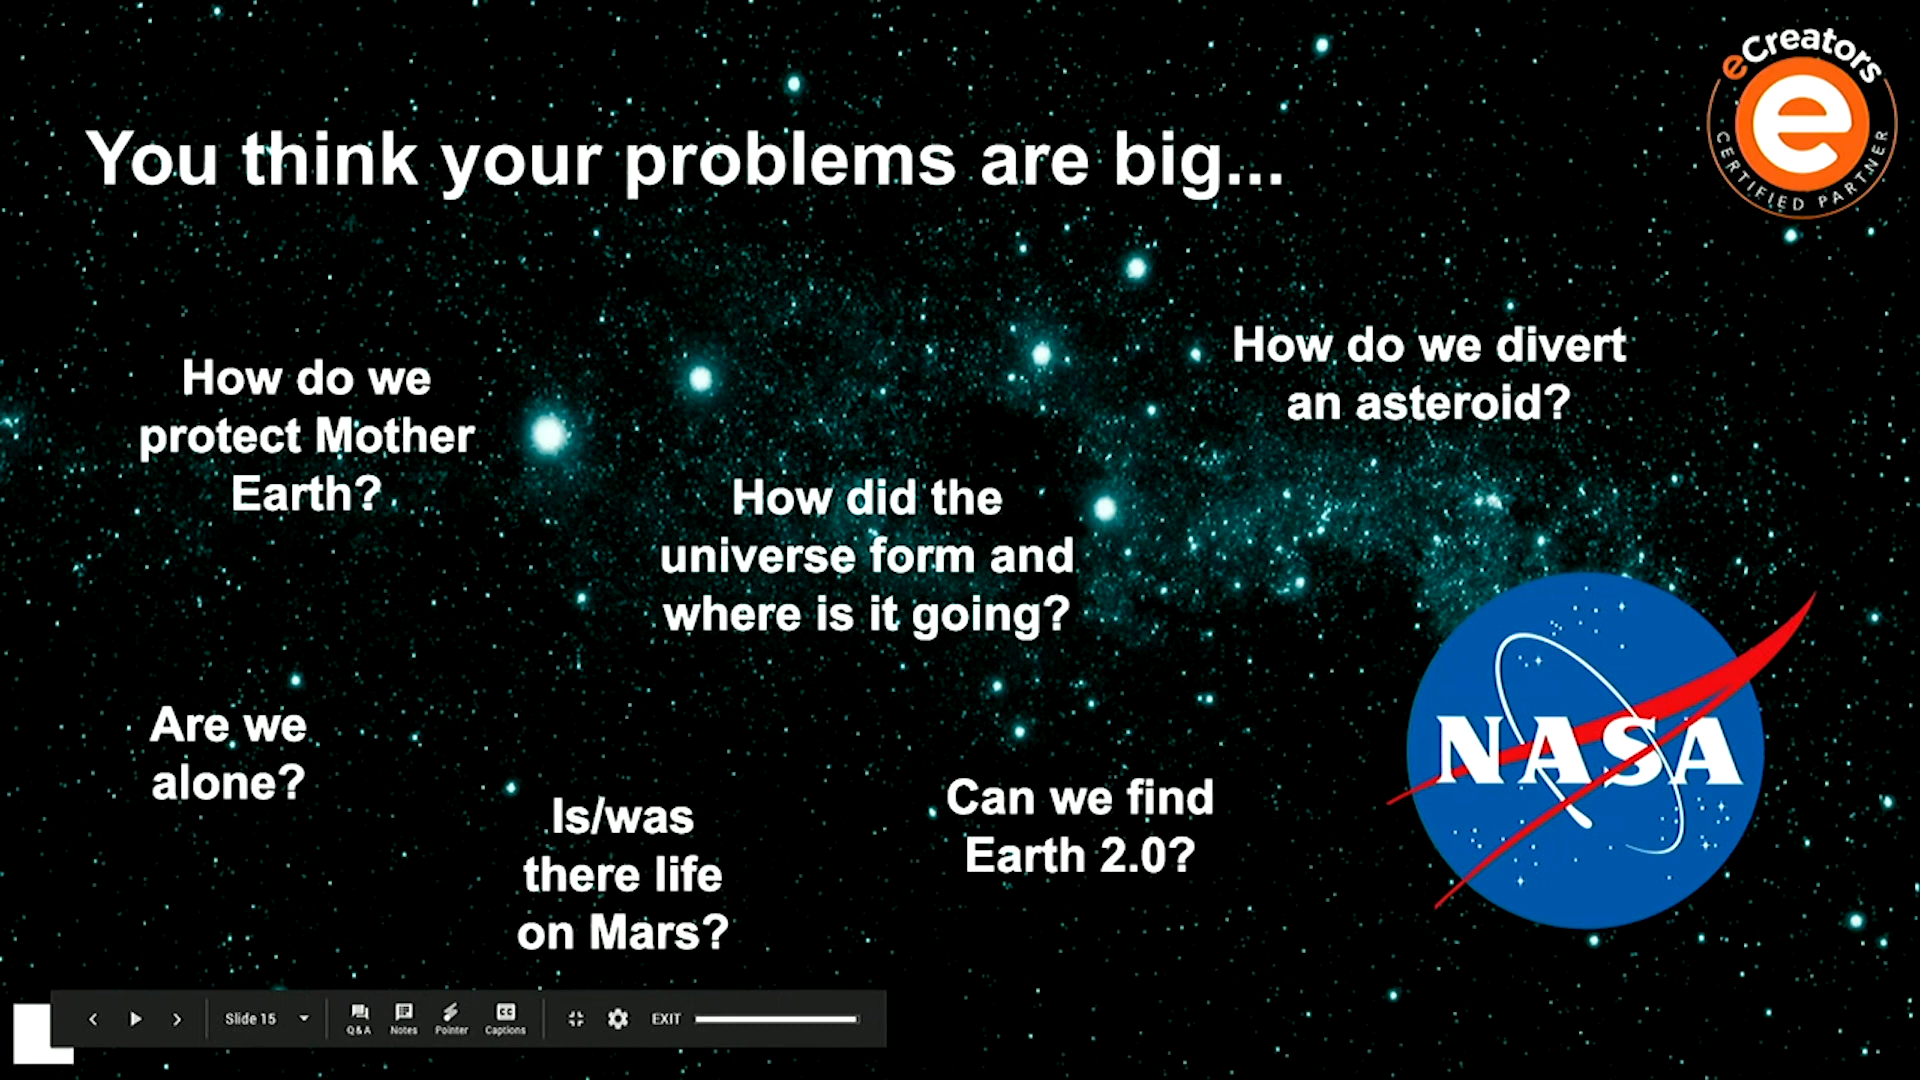 eCreators
e
CERTIFIED PARTNER
You think your problems are big...
How do we divert
an asteroid?
How do we
protect Mother
Earth?
How did the
universe form and
where is it going?
NASA
Are we
alone?
Is/was
there life
on Mars?
Can we find
Earth 2.0?
Slide 15
Q&A
Notes
Pointer
CC
Captions
EXIT